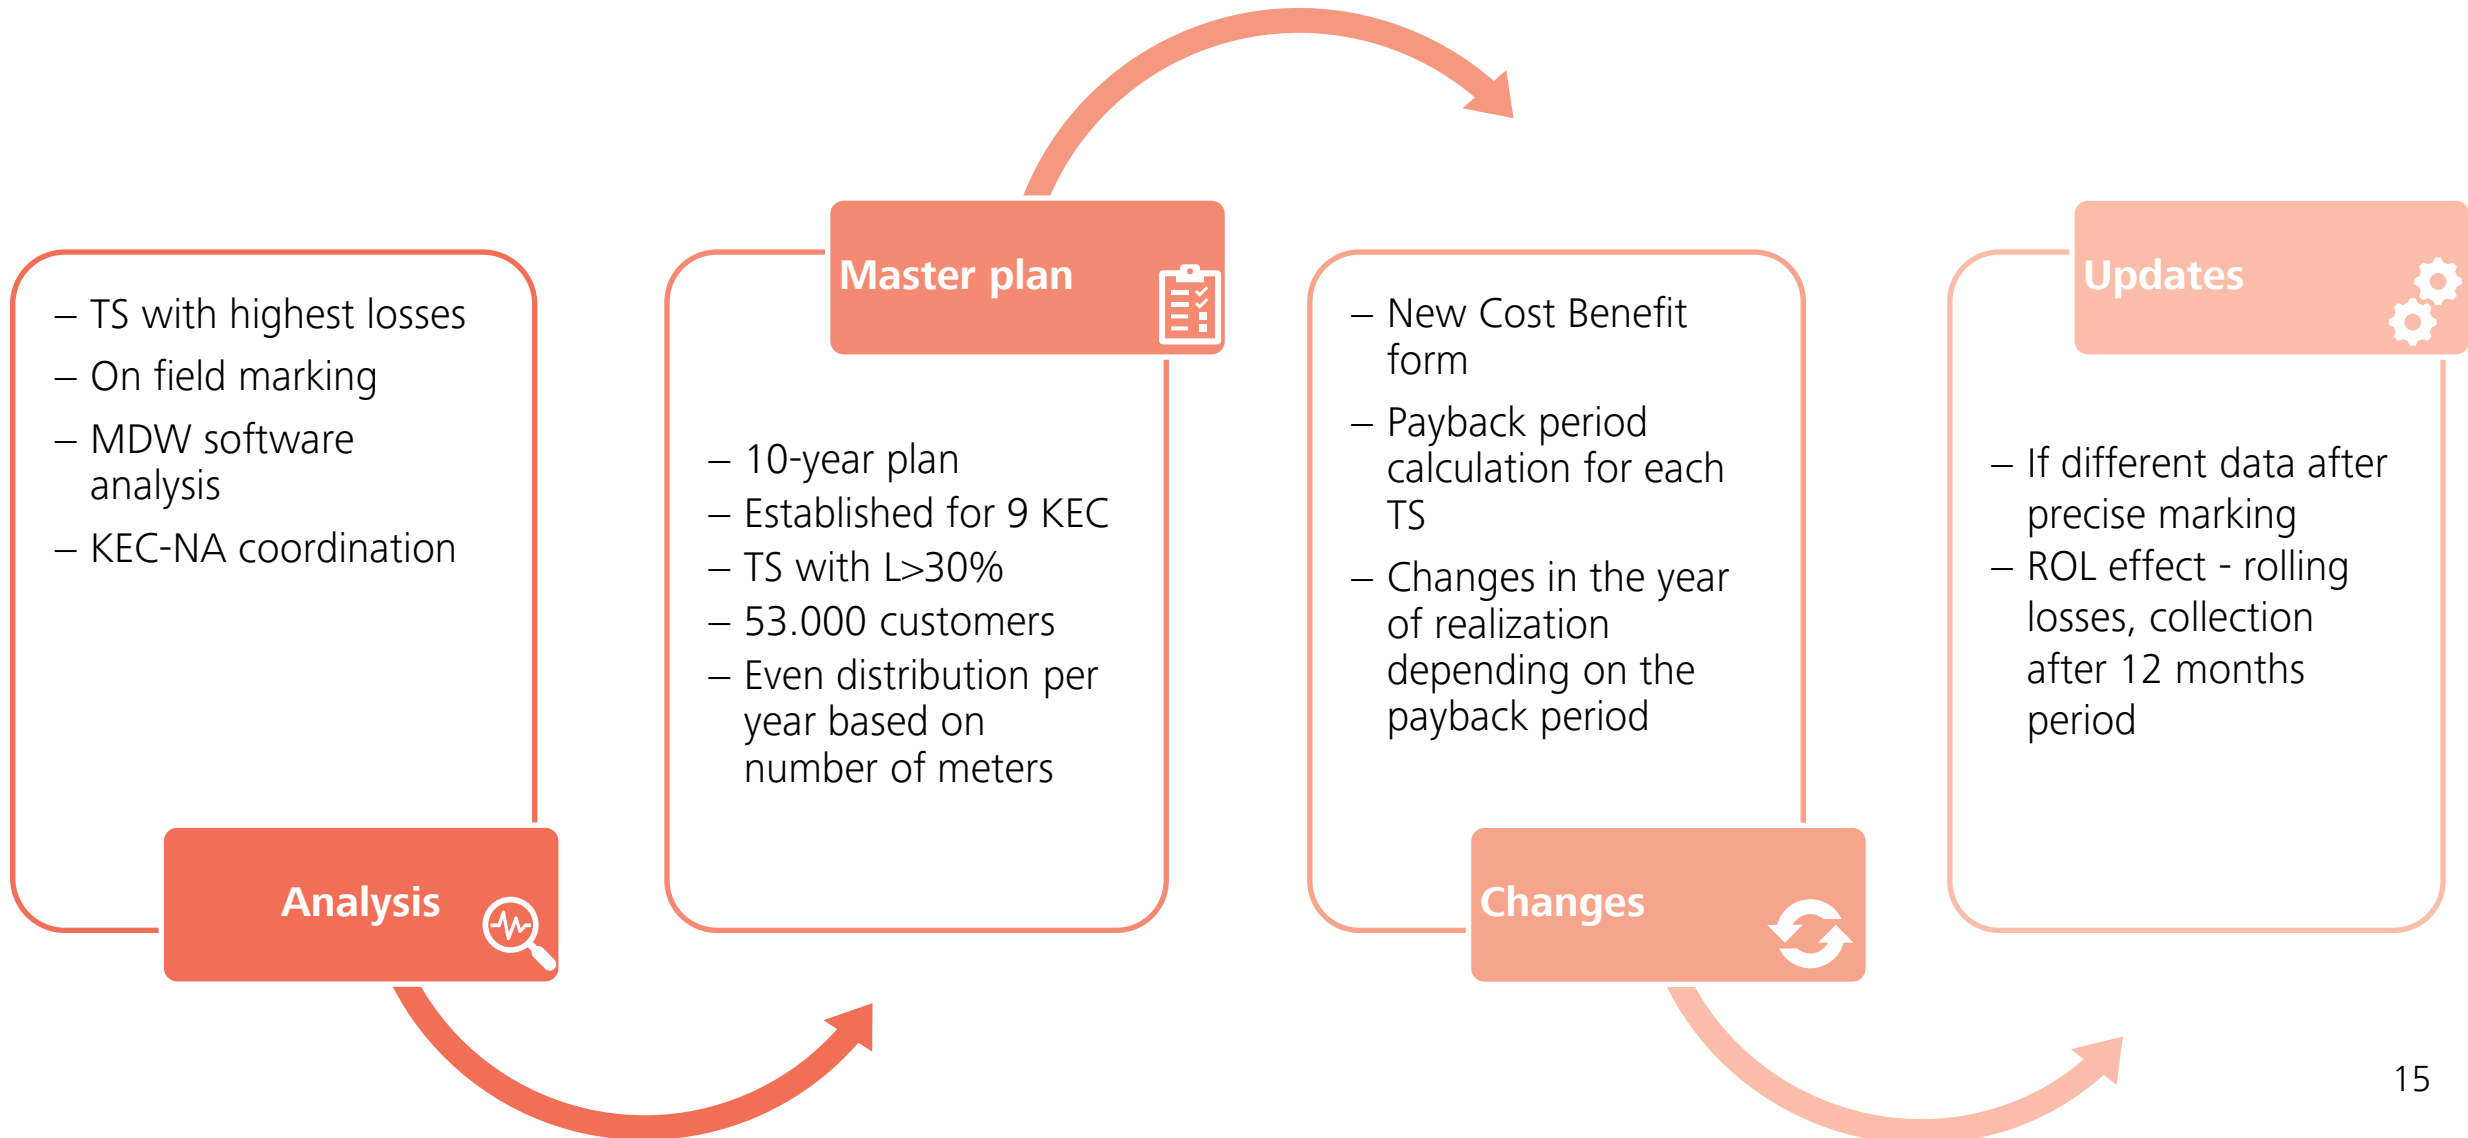 – TS with highest losses
– On field marking
– MDW software
analysis
– KEC-NA coordination
Analysis
Master plan
– 10-year plan
– Established for 9 KEC
– TS with L>30%
– 53.000 customers
– Even distribution per
year based on
number of meters
– New Cost Benefit
form
– Payback period
calculation for each
TS
– Changes in the year
of realization
depending on the
payback period
Changes
Updates
– If different data after
precise marking
– ROL effect - rolling
losses, collection
after 12 months
period
15